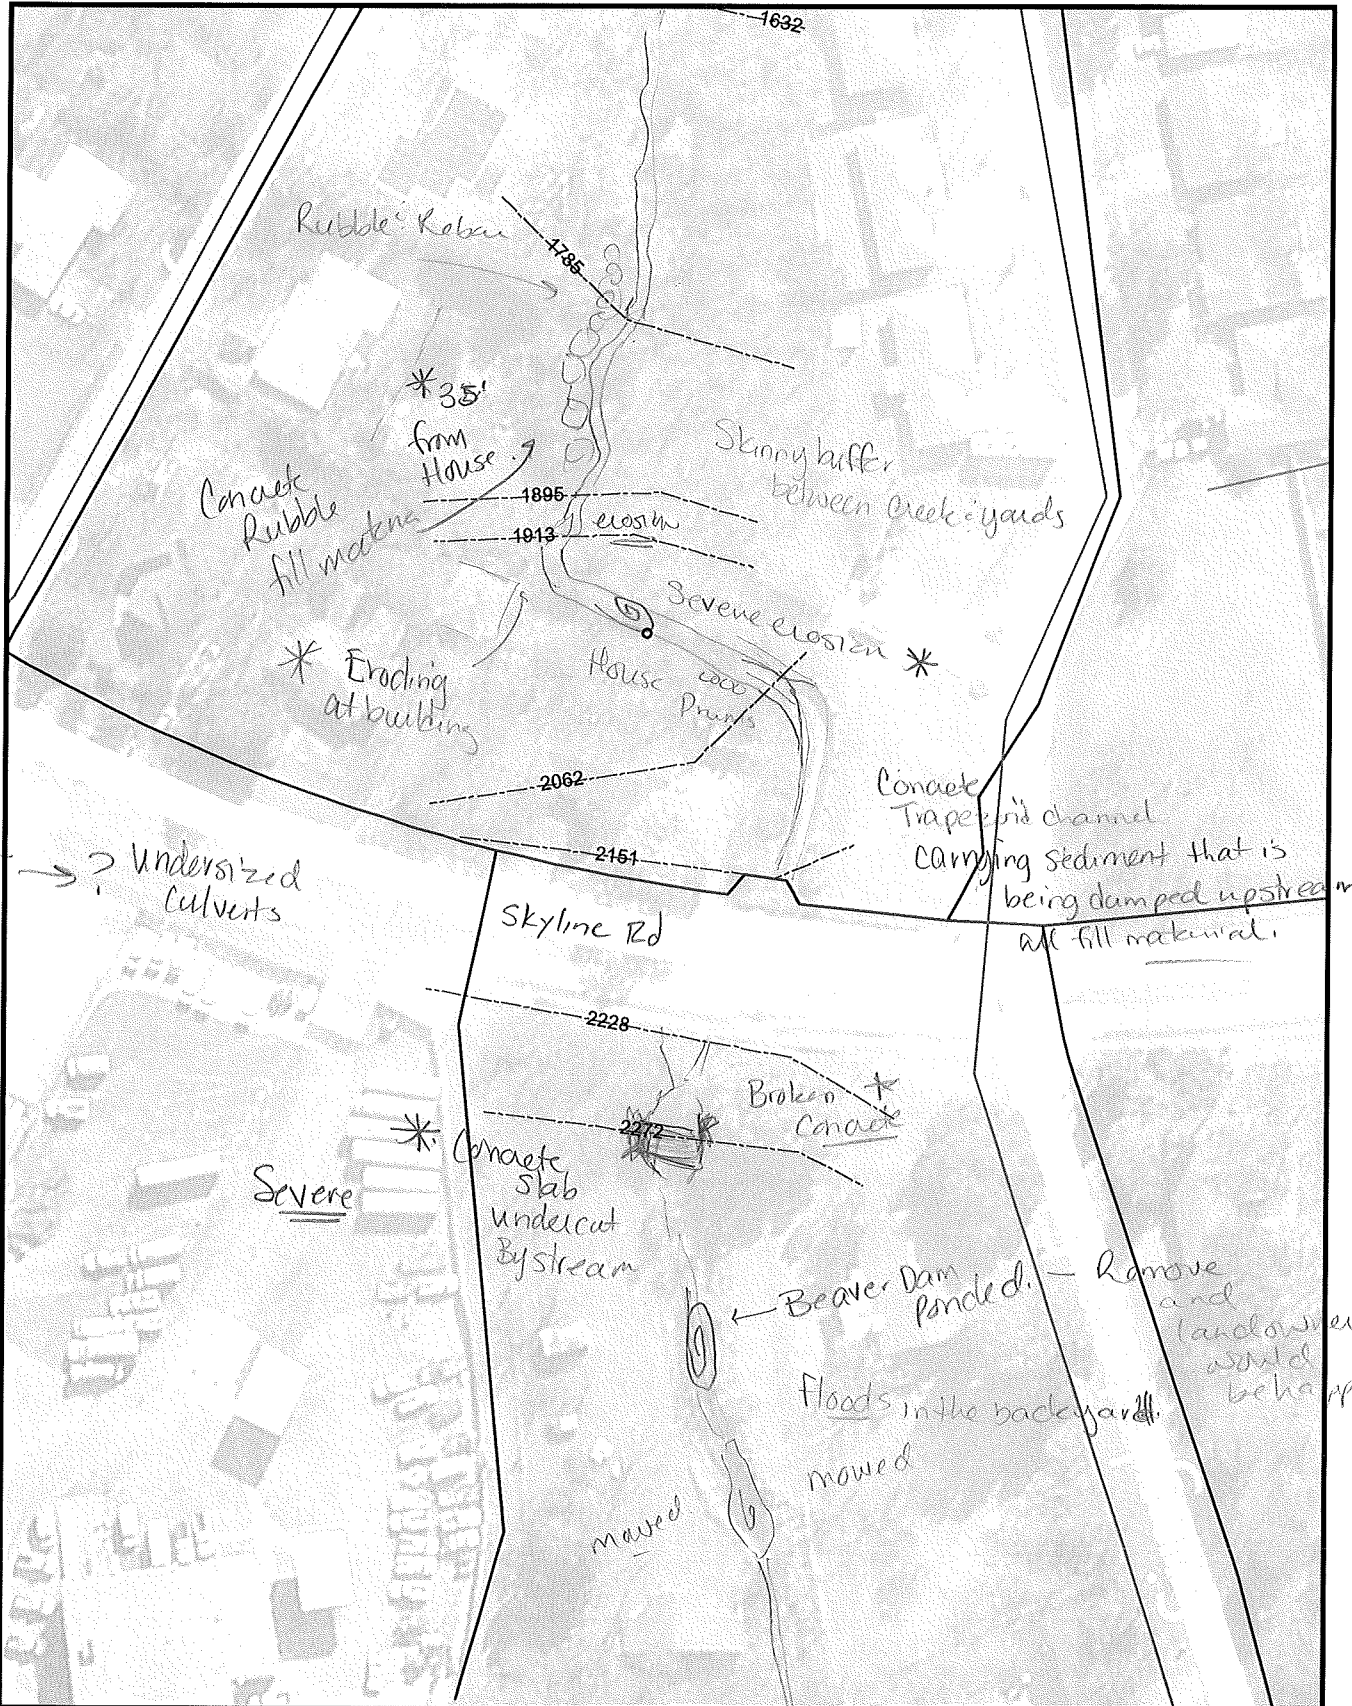 1632
Rubble & Rebar
1785
*35'
from
House.
Skinny buffer
between Creek & yards
Concrete
Rubble
fill material
1895
1913
erosion
Severe erosion *
* Eroding
at building
House
Drums
2062
Concrete
Trapezoid channel
carrying sediment that is
being dumped upstream
all fill material.
2151
→ ? Undersized
Culverts
Skyline Rd
2228
Broken *
Concrete
2272
* Concrete
Slab
Undercut
By stream
Severe
← Beaver Dam
Ponded. — Remove
and
landowner
would
be happ
floods in the backyard.
mowed
mowed